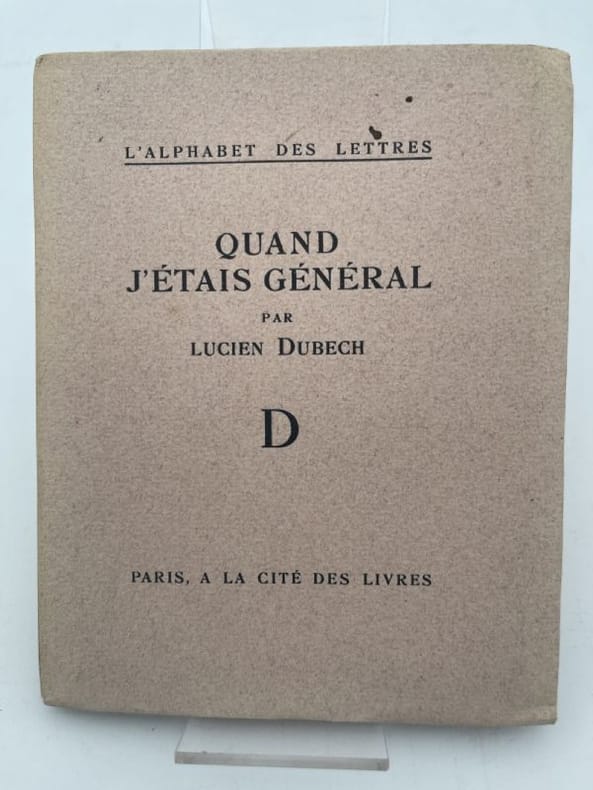 L'ALPHABET DES LETTRES
QUAND
J'ÉTAIS GÉNÉRAL
PAR
LUCIEN DUBECH
D
PARIS, A LA CITÉ DES LIVRES